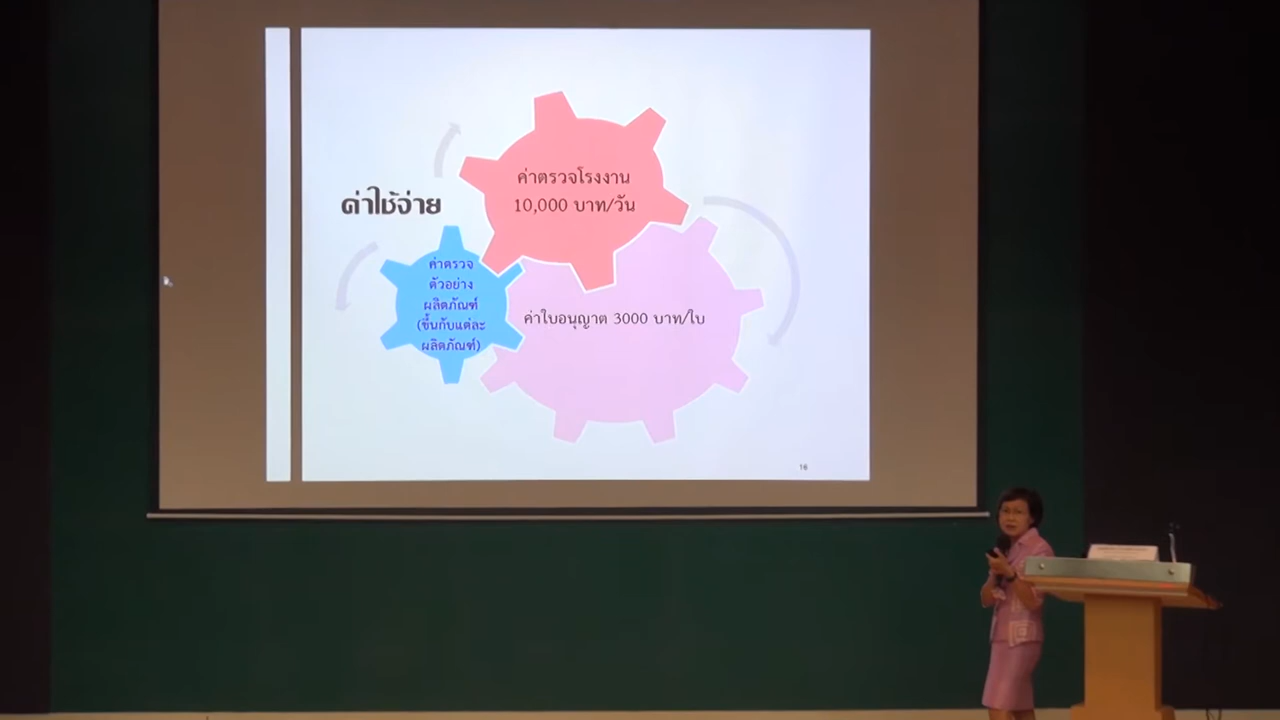 ค่าใช้จ่าย
ค่าตรวจโรงงาน
10,000 บาท/วัน
ค่าตรวจ
ตัวอย่าง
ผลิตภัณฑ์
(ขึ้นกับแต่ละ
ผลิตภัณฑ์)
ค่าใบอนุญาต 3000 บาท/ใบ
16